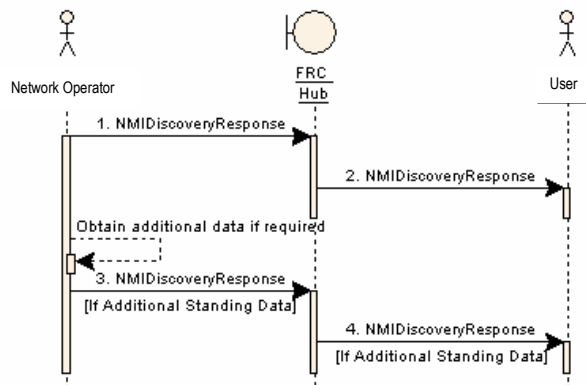 FRC
Hub
Network Operator
User
1. NMIDiscoveryResponse
2. NMIDiscoveryResponse
Obtain additional data if required
3. NMIDiscoveryResponse
[If Additional Standing Data]
4. NMIDiscoveryResponse
[If Additional Standing Data]